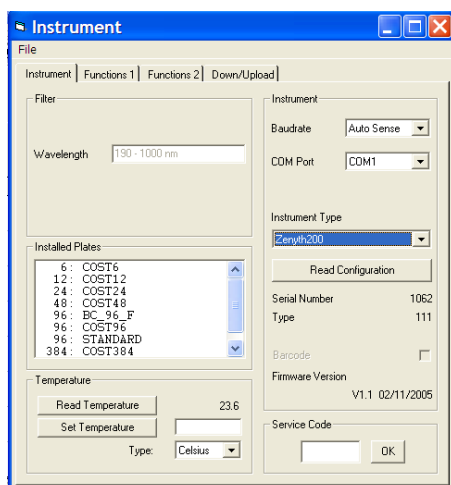 Instrument
File
Instrument Functions 1 Functions 2 Down/Upload
Filter
Wavelength 190 - 1000 nm
Installed Plates
6: COST6
12: COST12
24: COST24
48: COST48
96: BC_96_F
96: COST96
96: STANDARD
384: COST384
Temperature
Read Temperature 23.6
Set Temperature
Type: Celsius
Instrument
Baudrate Auto Sense
COM Port COM1
Instrument Type
Zenyth200
Read Configuration
Serial Number 1062
Type 111
Barcode
Firmware Version
V1.1 02/11/2005
Service Code
OK